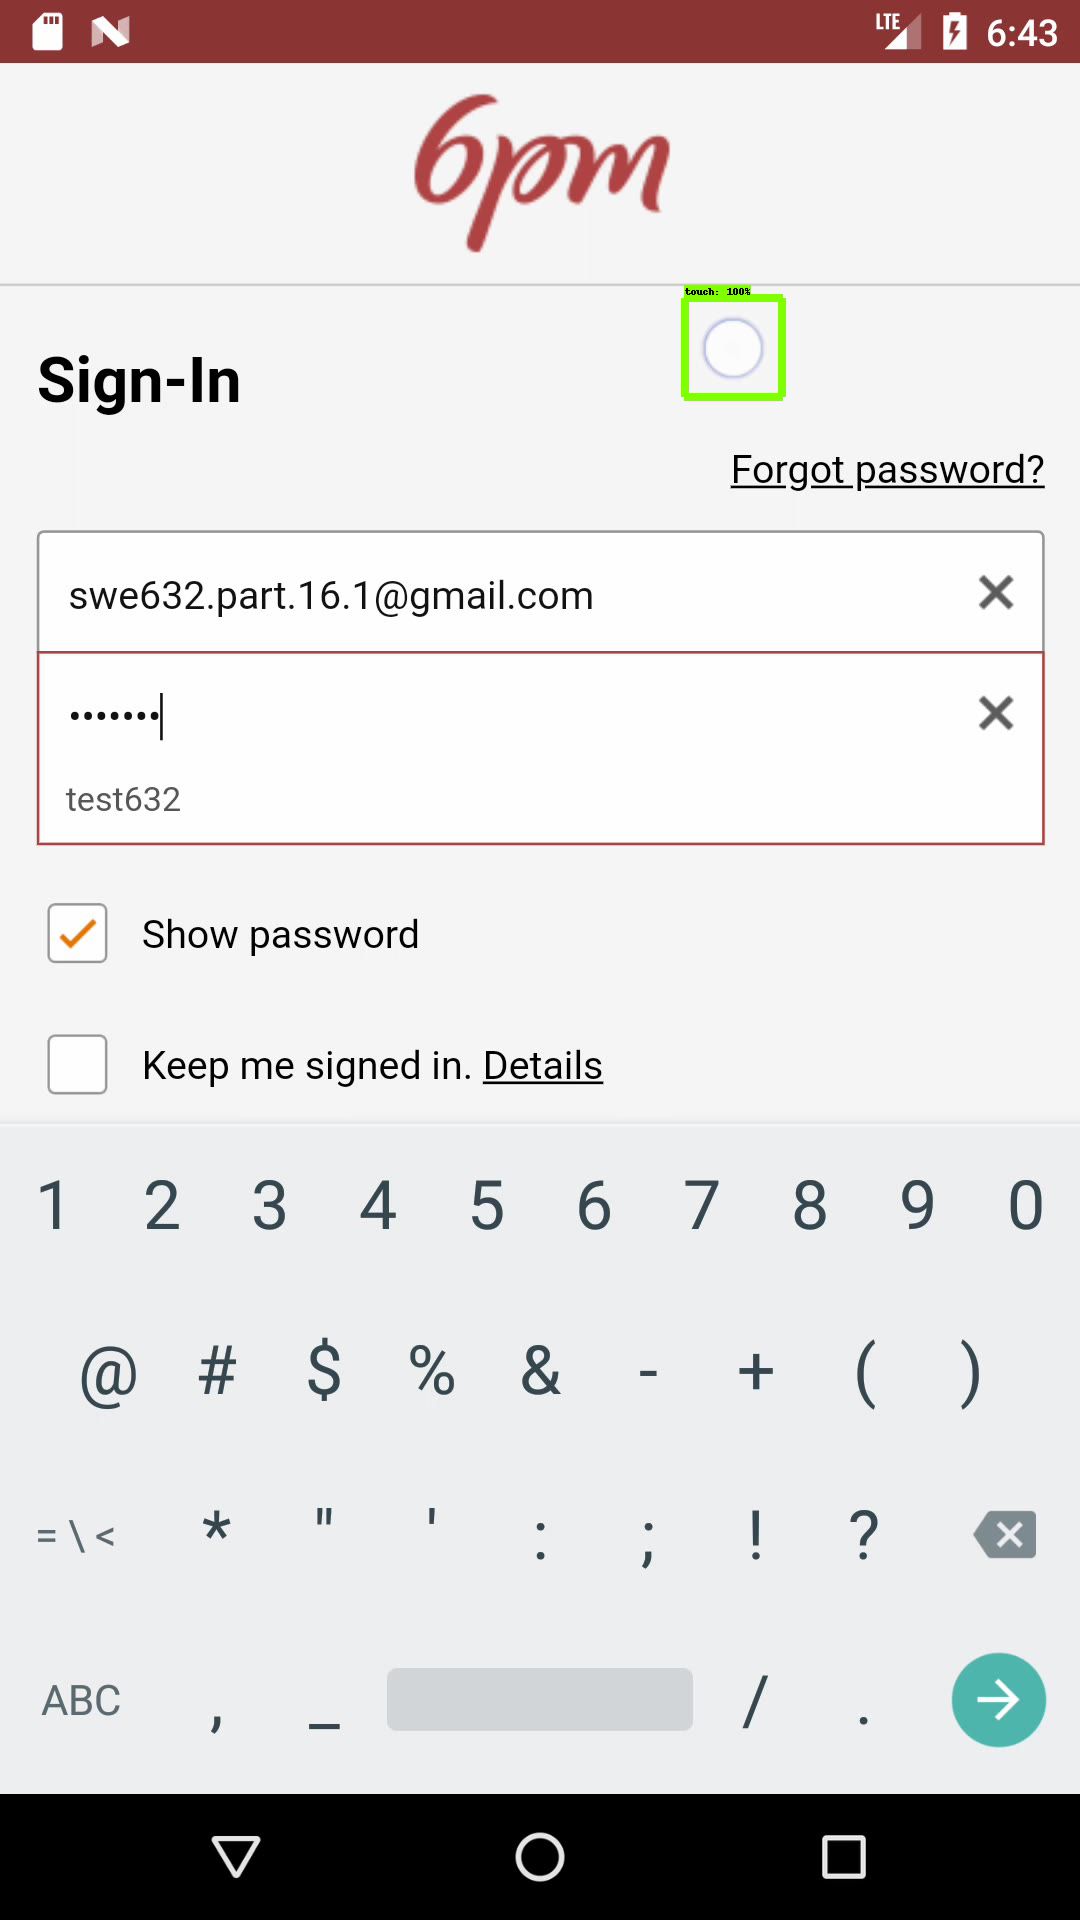 LTE 6:43
6pm
touch: 100%
Sign-In
Forgot password?
swe632.part.16.1@gmail.com
•••••••
test632
Show password
Keep me signed in. Details
1 2 3 4 5 6 7 8 9 0
@ # $ % & - + ( )
= \ < * " ' : ; ! ?
ABC , _ / .